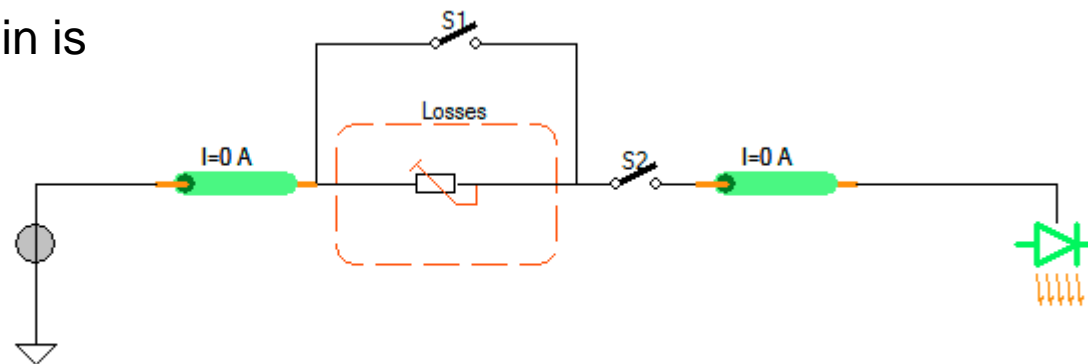 in is
S1
Losses
I=0 A
S2
I=0 A